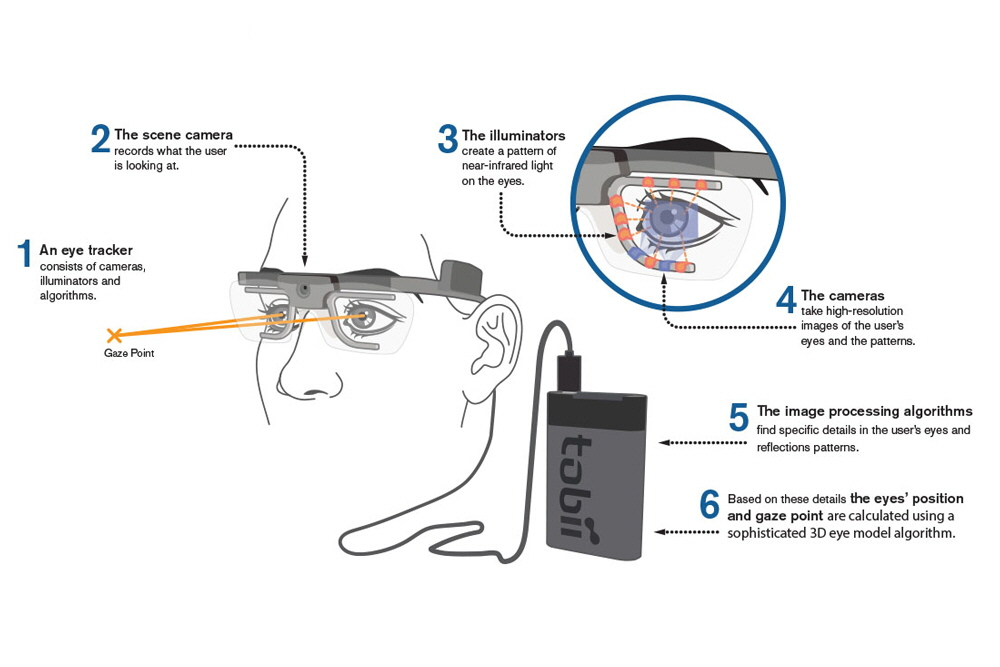 1 An eye tracker
consists of cameras,
illuminators and
algorithms.
2 The scene camera
records what the user
is looking at.
3 The illuminators
create a pattern of
near-infrared light
on the eyes.
4 The cameras
take high-resolution
images of the user's
eyes and the patterns.
Gaze Point
5 The image processing algorithms
find specific details in the user's eyes and
reflections patterns.
6 Based on these details the eyes' position
and gaze point are calculated using a
sophisticated 3D eye model algorithm.
tobii